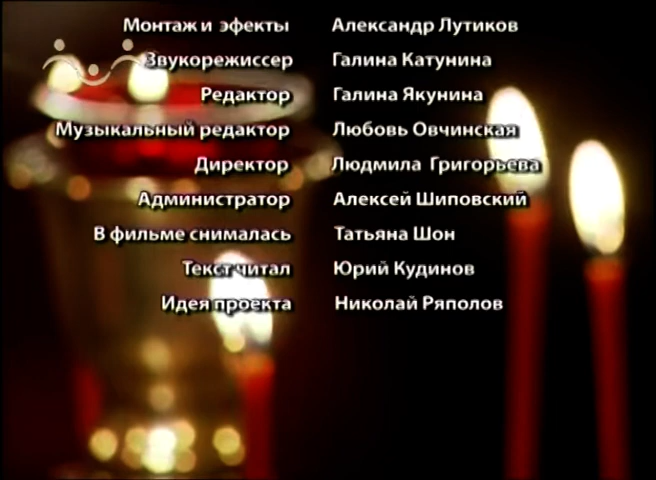 Монтаж и эфекты Александр Лутиков
Звукорежиссер Галина Катунина
Редактор Галина Якунина
Музыкальный редактор Любовь Овчинская
Директор Людмила Григорьева
Администратор Алексей Шиповский
В фильме снималась Татьяна Шон
Текст читал Юрий Кудинов
Идея проекта Николай Ряполов